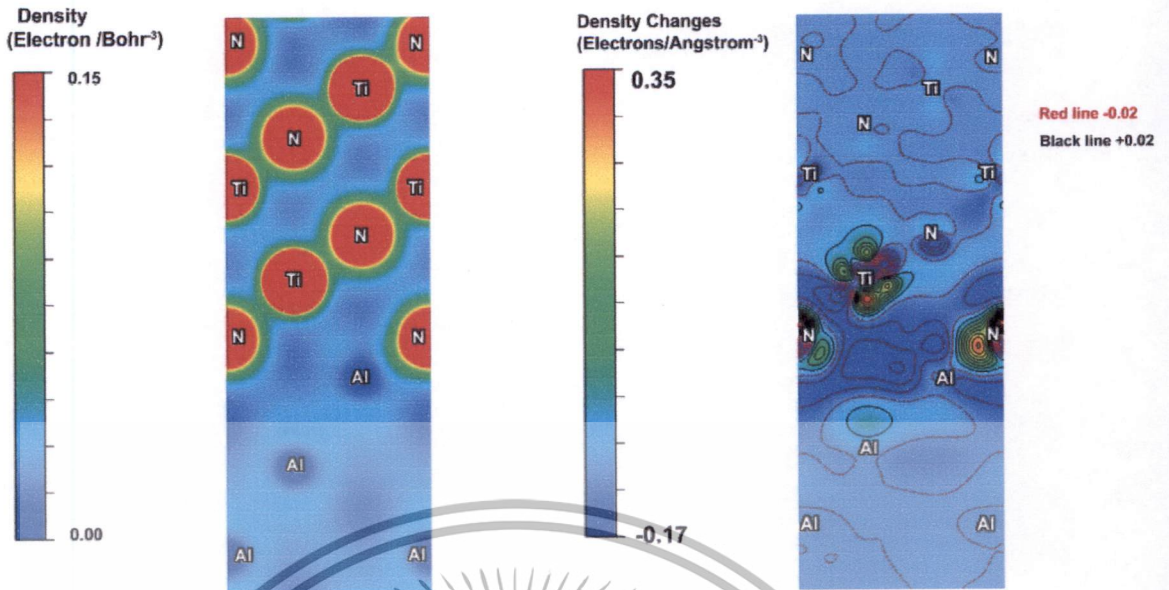 Density
(Electron /Bohr⁻³)
0.15
0.00
N
N
Ti
N
Ti
Ti
N
Ti
N
N
Al
Al
Al
Al
Density Changes
(Electrons/Angstrom⁻³)
0.35
-0.17
N
N
Ti
N
Ti
Ti
N
Ti
N
N
Al
Al
Al
Al
Red line -0.02
Black line +0.02